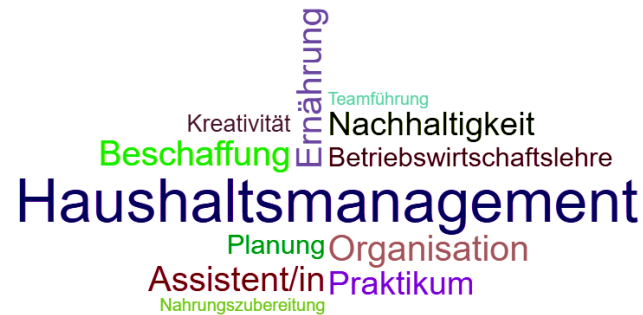 Ernährung
Teamführung
Kreativität
Nachhaltigkeit
Beschaffung
Betriebswirtschaftslehre
Haushaltsmanagement
Planung
Organisation
Assistent/in
Praktikum
Nahrungszubereitung